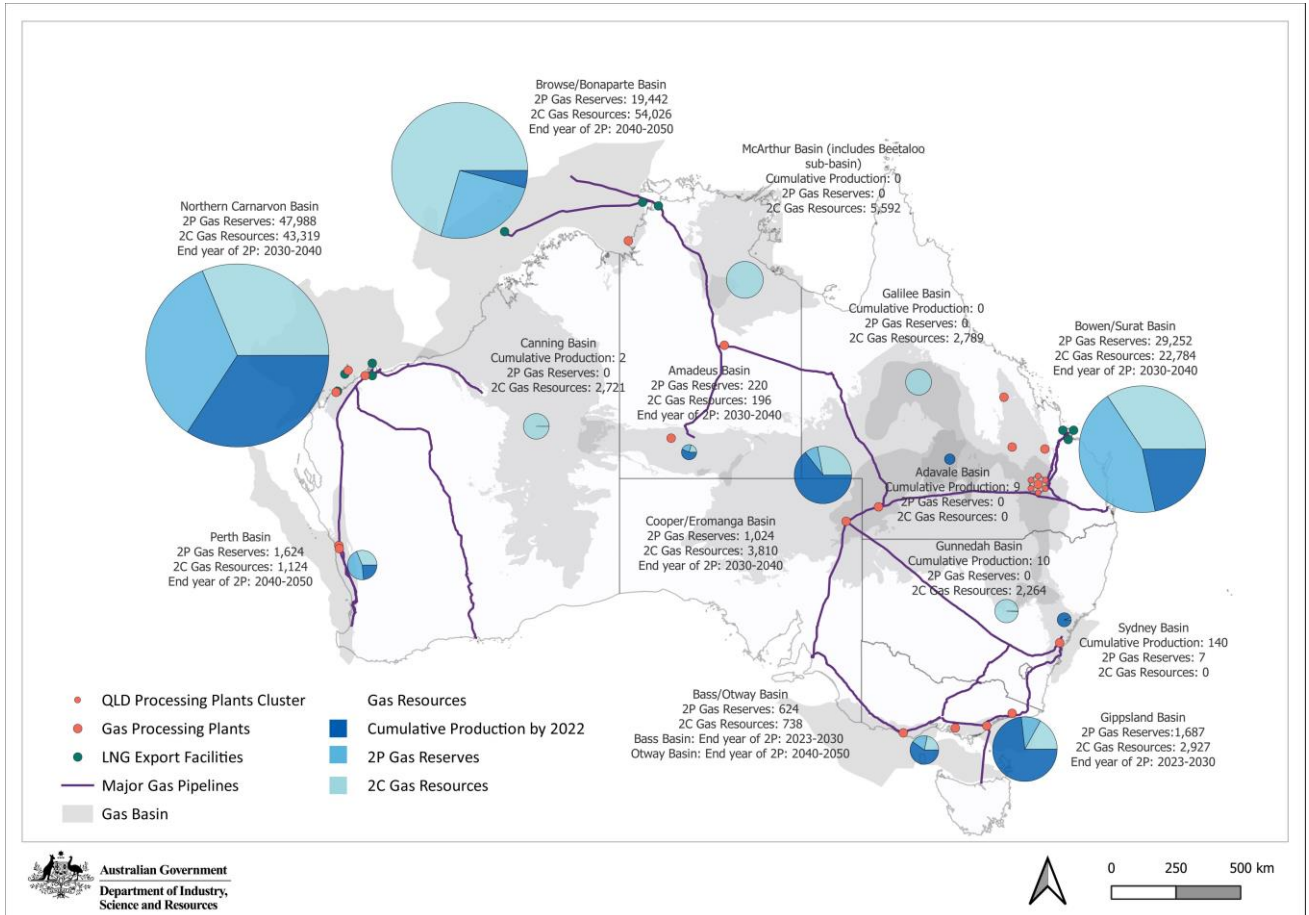 Browse/Bonaparte Basin
2P Gas Reserves: 19,442
2C Gas Resources: 54,026
End year of 2P: 2040-2050
McArthur Basin (includes Beetaloo
sub-basin)
Cumulative Production: 0
2P Gas Reserves: 0
2C Gas Resources: 5,592
Northern Carnarvon Basin
2P Gas Reserves: 47,988
2C Gas Resources: 43,319
End year of 2P: 2030-2040
Galilee Basin
Cumulative Production: 0
2P Gas Reserves: 0
2C Gas Resources: 2,789
Bowen/Surat Basin
2P Gas Reserves: 29,252
2C Gas Resources: 22,784
End year of 2P: 2030-2040
Canning Basin
Cumulative Production: 2
2P Gas Reserves: 0
2C Gas Resources: 2,721
Amadeus Basin
2P Gas Reserves: 220
2C Gas Resources: 196
End year of 2P: 2030-2040
Adavale Basin
Cumulative Production: 9
2P Gas Reserves: 0
2C Gas Resources: 0
Cooper/Eromanga Basin
2P Gas Reserves: 1,024
2C Gas Resources: 3,810
End year of 2P: 2030-2040
Perth Basin
2P Gas Reserves: 1,624
2C Gas Resources: 1,124
End year of 2P: 2040-2050
Gunnedah Basin
Cumulative Production: 10
2P Gas Reserves: 0
2C Gas Resources: 2,264
Sydney Basin
Cumulative Production: 140
2P Gas Reserves: 7
2C Gas Resources: 0
Bass/Otway Basin
2P Gas Reserves: 624
2C Gas Resources: 738
Bass Basin: End year of 2P: 2023-2030
Otway Basin: End year of 2P: 2040-2050
Gippsland Basin
2P Gas Reserves:1,687
2C Gas Resources: 2,927
End year of 2P: 2023-2030
QLD Processing Plants Cluster
Gas Processing Plants
LNG Export Facilities
Major Gas Pipelines
Gas Basin
Gas Resources
Cumulative Production by 2022
2P Gas Reserves
2C Gas Resources
Australian Government
Department of Industry,
Science and Resources
0 250 500 km